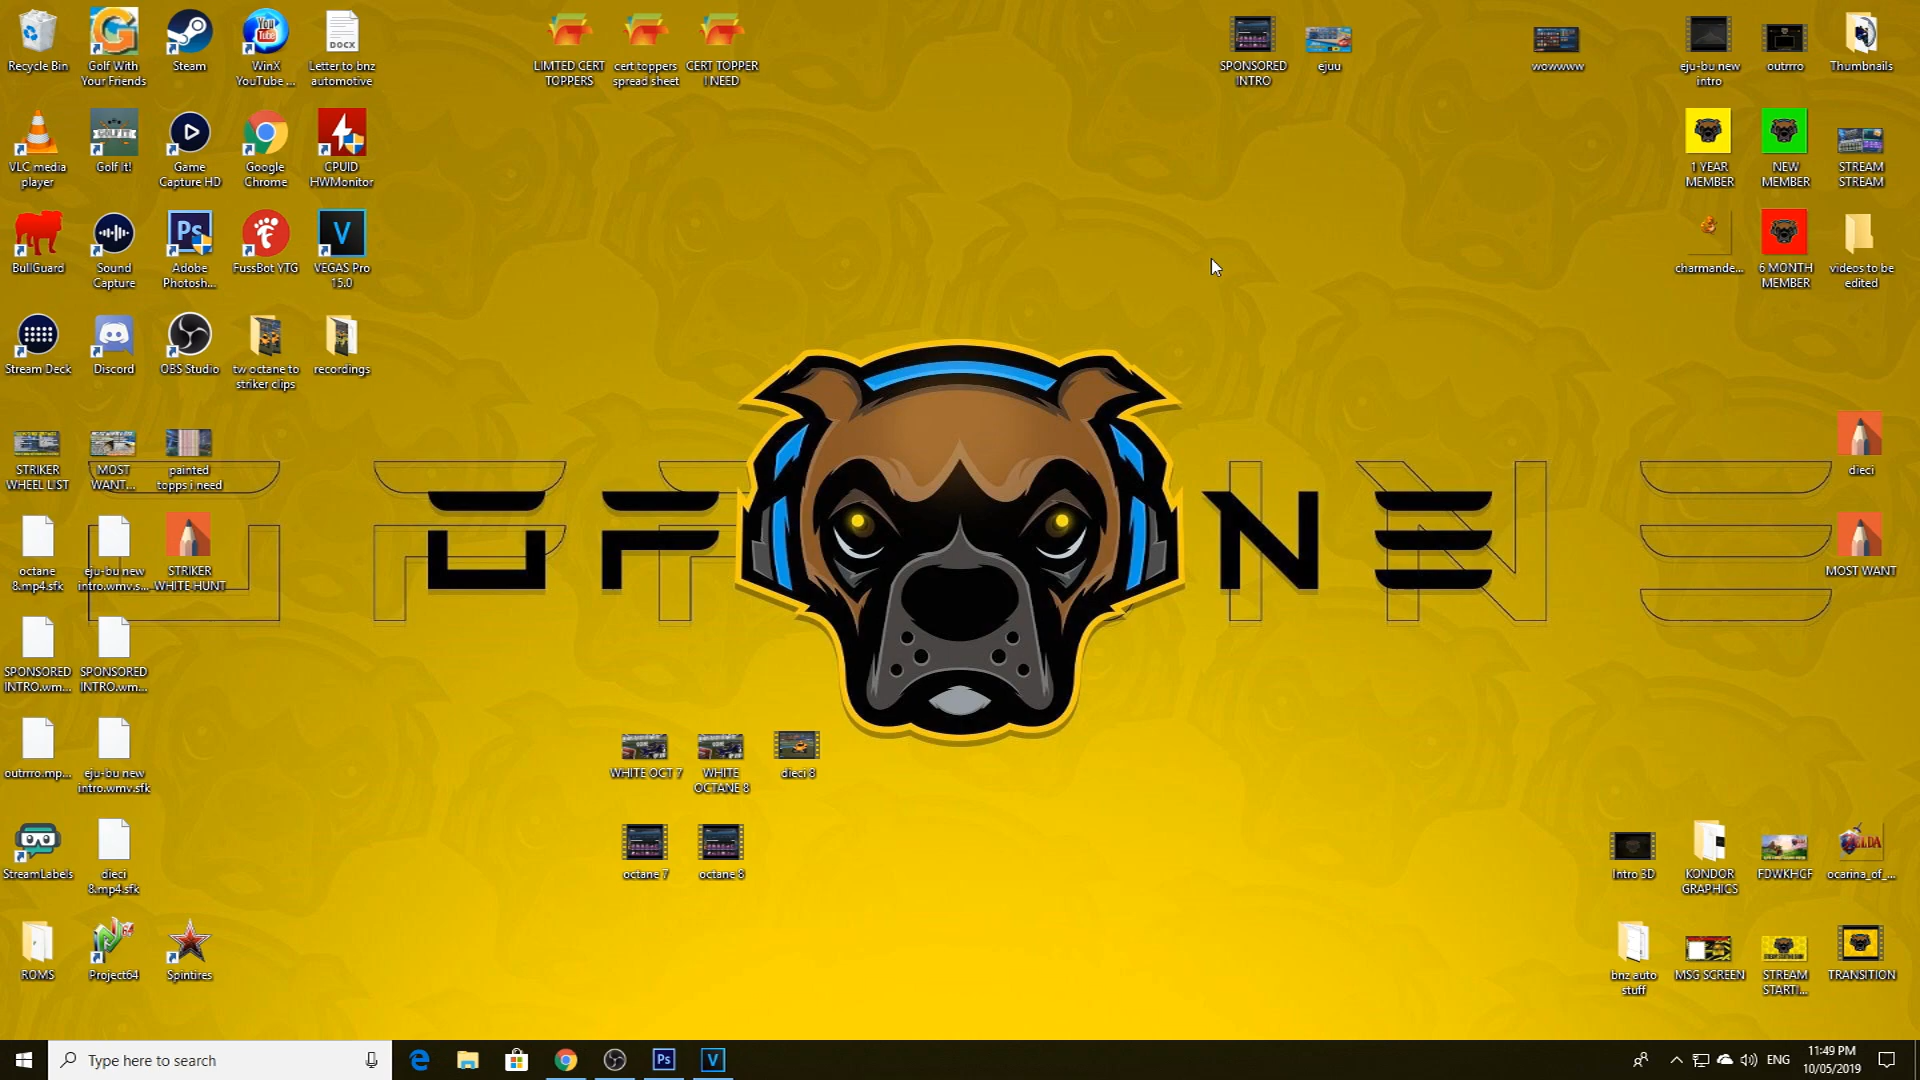 Recycle Bin
Golf With
Your Friends
Steam
WinX
YouTube ...
Letter to bnz
automotive
LIMTED CERT
TOPPERS
cert toppers
spread sheet
CERT TOPPER
I NEED
SPONSORED
INTRO
ejuu
wowwww
eju-bu new
intro
outrrro
Thumbnails
VLC media
player
Golf It!
Game
Capture HD
Google
Chrome
CPUID
HWMonitor
1 YEAR
MEMBER
NEW
MEMBER
STREAM
STREAM
BullGuard
Sound
Capture
Adobe
Photosh...
FussBot YTG
VEGAS Pro
15.0
charmande...
6 MONTH
MEMBER
videos to be
edited
Stream Deck
Discord
OBS Studio
tw octane to
striker clips
recordings
STRIKER
WHEEL LIST
MOST
WANT...
painted
topps i need
dieci
octane
8.mp4.sfk
eju-bu new
intro.wmv.s...
STRIKER
WHITE HUNT
MOST WANT
SPONSORED
INTRO.wm...
SPONSORED
INTRO.wm...
outrrro.mp...
eju-bu new
intro.wmv.sfk
WHITE OCT 7
WHITE
OCTANE 8
dieci 8
StreamLabels
dieci
8.mp4.sfk
octane 7
octane 8
Intro 3D
KONDOR
GRAPHICS
FDWKHCF
ocarina_of_...
ROMS
Project64
Spintires
bnz auto
stuff
MSG SCREEN
STREAM
STARTI...
TRANSITION
Type here to search
ENG
11:49 PM
10/05/2019